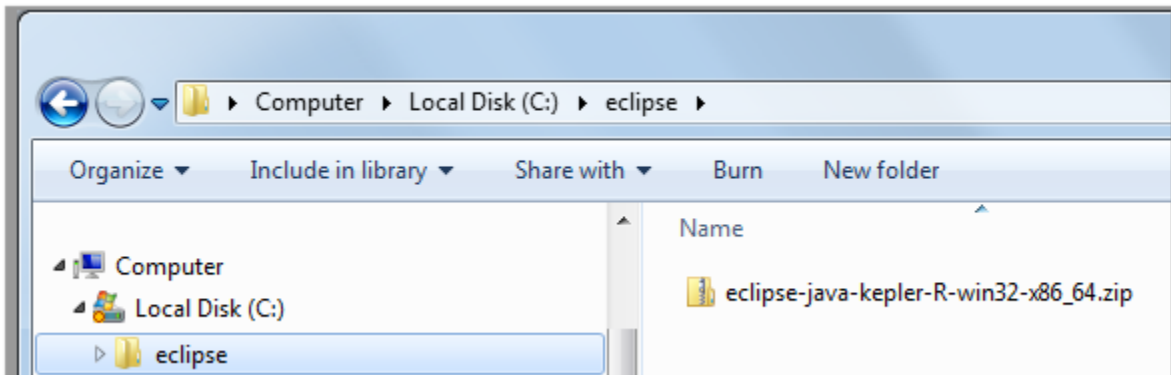 Computer Local Disk (C:) eclipse
Organize Include in library Share with Burn New folder
Name
Computer
eclipse-java-kepler-R-win32-x86_64.zip
Local Disk (C:)
eclipse